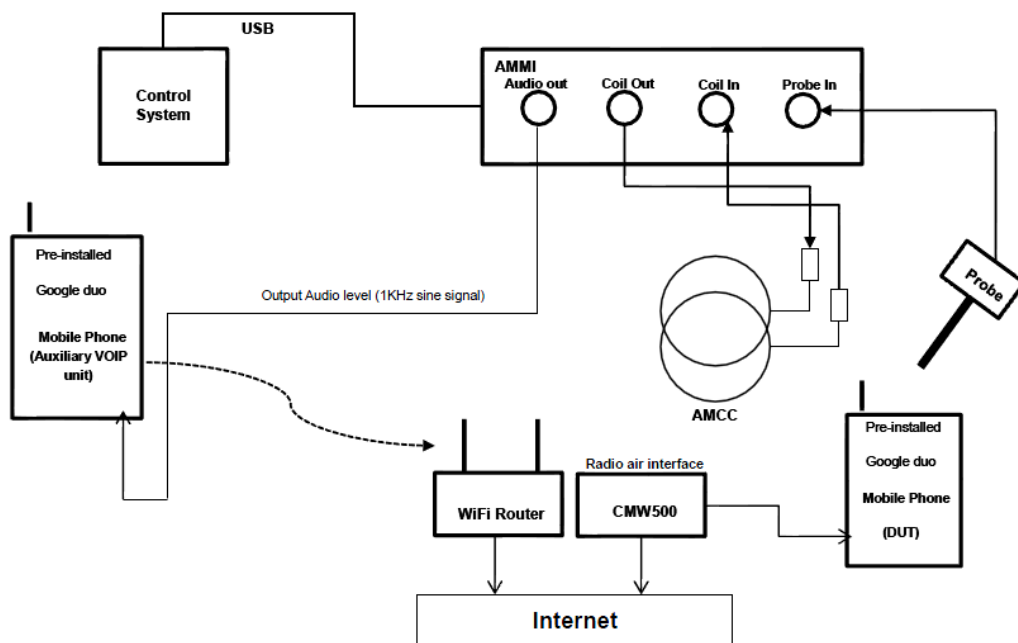 USB
AMMI
Audio out
Coil Out
Coil In
Probe In
Control
System
Pre-installed
Google duo
Mobile Phone
(Auxiliary VOIP
unit)
Output Audio level (1KHz sine signal)
Probe
AMCC
Pre-installed
Google duo
Mobile Phone
(DUT)
Radio air interface
WiFi Router
CMW500
Internet